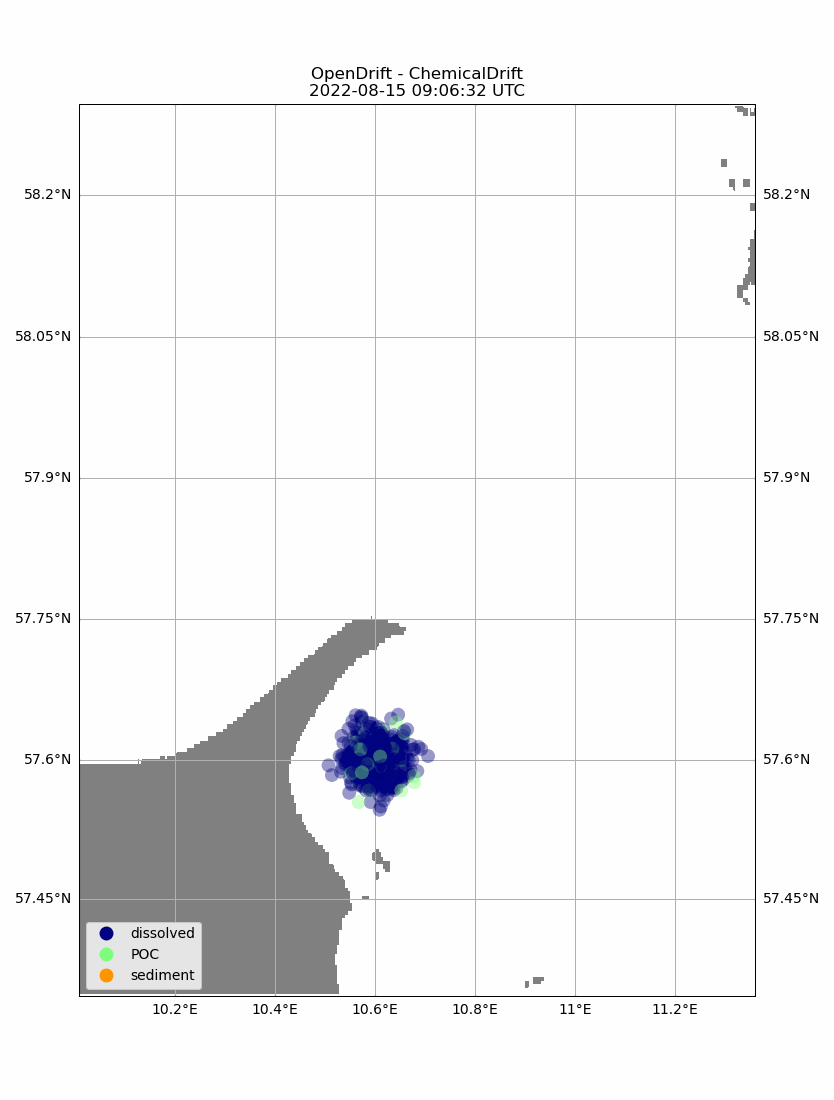 OpenDrift - ChemicalDrift
2022-08-15 09:06:32 UTC
58.2°N 58.2°N
58.05°N 58.05°N
57.9°N 57.9°N
57.75°N 57.75°N
57.6°N 57.6°N
57.45°N 57.45°N
dissolved
POC
sediment
10.2°E 10.4°E 10.6°E 10.8°E 11°E 11.2°E